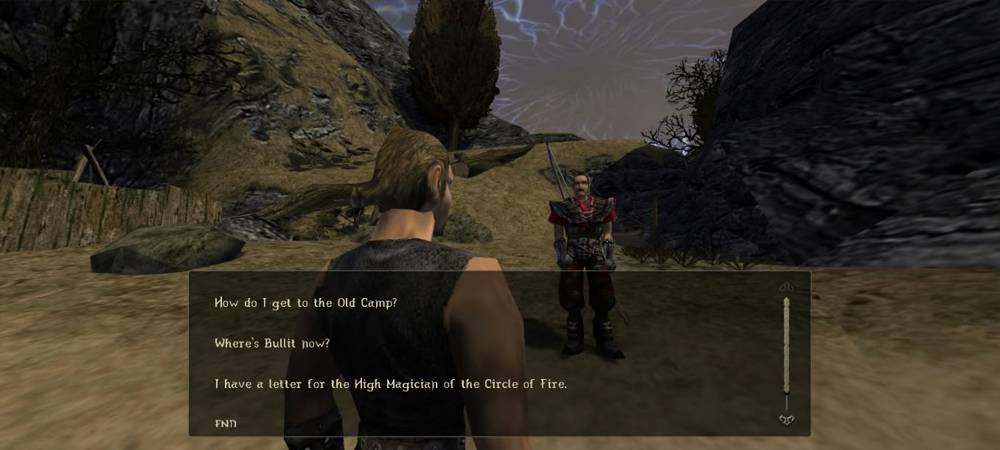 How do I get to the Old Camp?
Where's Bullit now?
I have a letter for the High Magician of the Circle of Fire.
END